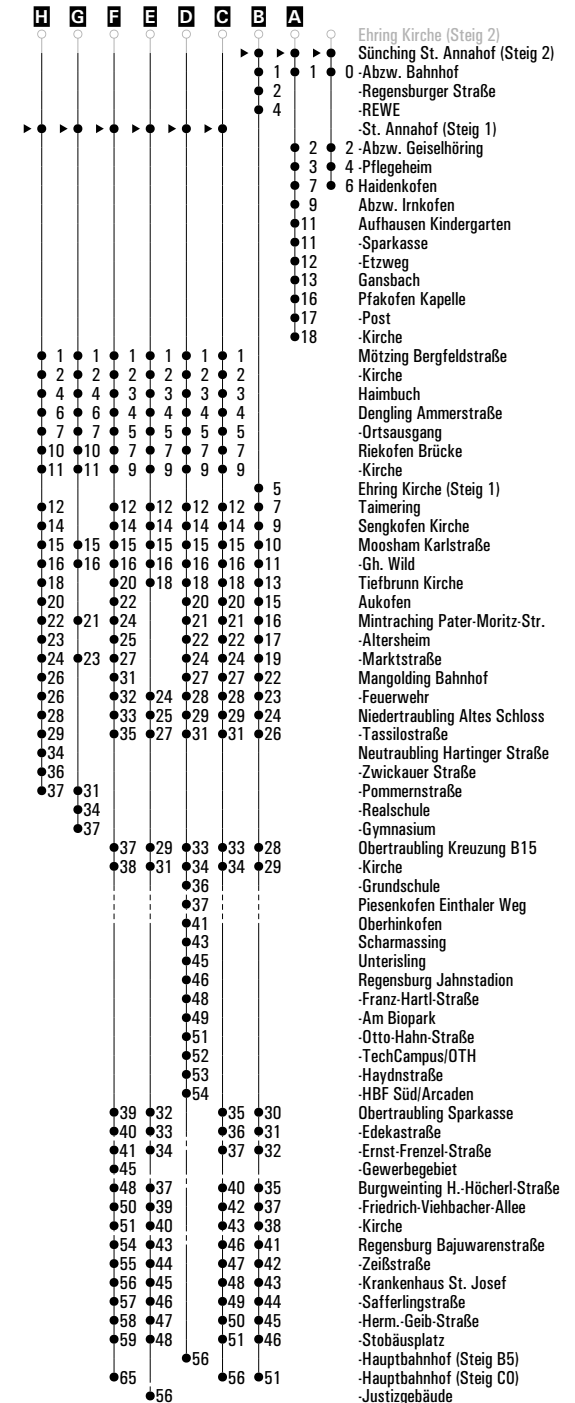 H G F E D C B A
Ehring Kirche (Steig 2)
Sünching St. Annahof (Steig 2)
1 1 0 -Abzw. Bahnhof
2 -Regensburger Straße
4 -REWE
-St. Annahof (Steig 1)
2 2 -Abzw. Geiselhöring
3 4 -Pflegeheim
7 6 Haidenkofen
9 Abzw. Irnkofen
11 Aufhausen Kindergarten
11 -Sparkasse
12 -Etzweg
13 Gansbach
16 Pfakofen Kapelle
17 -Post
18 -Kirche
1 1 1 1 1 1 Mötzing Bergfeldstraße
2 2 2 2 2 2 -Kirche
4 4 3 3 3 3 Haimbuch
6 6 4 4 4 4 Dengling Ammerstraße
7 7 5 5 5 5 -Ortsausgang
10 10 7 7 7 7 Riekofen Brücke
11 11 9 9 9 9 -Kirche
5 Ehring Kirche (Steig 1)
12 12 12 12 12 7 Taimering
14 14 14 14 14 9 Sengkofen Kirche
15 15 15 15 15 15 10 Moosham Karlstraße
16 16 16 16 16 16 11 -Gh. Wild
18 20 18 18 18 13 Tiefbrunn Kirche
20 22 20 20 15 Aukofen
22 21 24 21 21 16 Mintraching Pater-Moritz-Str.
23 25 22 22 17 -Altersheim
24 23 27 24 24 19 -Marktstraße
26 31 27 27 22 Mangolding Bahnhof
26 32 24 28 28 23 -Feuerwehr
28 33 25 29 29 24 Niedertraubling Altes Schloss
29 35 27 31 31 26 -Tassilostraße
34 Neutraubling Hartinger Straße
36 -Zwickauer Straße
37 31 -Pommernstraße
34 -Realschule
37 -Gymnasium
37 29 33 33 28 Obertraubling Kreuzung B15
38 31 34 34 29 -Kirche
36 -Grundschule
37 Piesenkofen Einthaler Weg
41 Oberhinkofen
43 Scharmassing
45 Unterisling
46 Regensburg Jahnstadion
48 -Franz-Hartl-Straße
49 -Am Biopark
51 -Otto-Hahn-Straße
52 -TechCampus/OTH
53 -Haydnstraße
54 -HBF Süd/Arcaden
39 32 35 30 Obertraubling Sparkasse
40 33 36 31 -Edekastraße
41 34 37 32 -Ernst-Frenzel-Straße
45 -Gewerbegebiet
48 37 40 35 Burgweinting H.-Höcherl-Straße
50 39 42 37 -Friedrich-Viehbacher-Allee
51 40 43 38 -Kirche
54 43 46 41 Regensburg Bajuwarenstraße
55 44 47 42 -Zeißstraße
56 45 48 43 -Krankenhaus St. Josef
57 46 49 44 -Safferlingstraße
58 47 50 45 -Herm.-Geib-Straße
59 48 51 46 -Stobäusplatz
56 -Hauptbahnhof (Steig B5)
65 56 51 -Hauptbahnhof (Steig C0)
56 -Justizgebäude